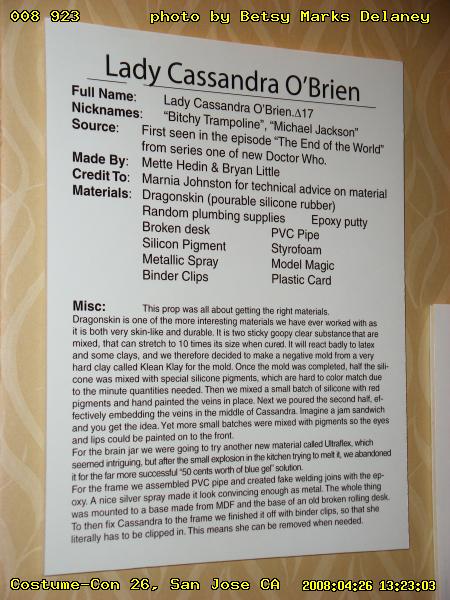 008 923 photo by Betsy Marks Delaney
Lady Cassandra O'Brien
Full Name: Lady Cassandra O'Brien.Δ17
Nicknames: "Bitchy Trampoline", "Michael Jackson"
Source: First seen in the episode "The End of the World"
from series one of new Doctor Who.
Made By: Mette Hedin & Bryan Little
Credit To: Marnia Johnston for technical advice on material
Materials: Dragonskin (pourable silicone rubber)
Random plumbing supplies Epoxy putty
Broken desk PVC Pipe
Silicon Pigment Styrofoam
Metallic Spray Model Magic
Binder Clips Plastic Card
Misc: This prop was all about getting the right materials.
Dragonskin is one of the more interesting materials we have ever worked with as
it is both very skin-like and durable. It is two sticky goopy clear substance that are
mixed, that can stretch to 10 times its size when cured. It will react badly to latex
and some clays, and we therefore decided to make a negative mold from a very
hard clay called Klean Klay for the mold. Once the mold was completed, half the sili-
cone was mixed with special silicone pigments, which are hard to color match due
to the minute quantities needed. Then we mixed a small batch of silicone with red
pigments and hand painted the veins in place. Next we poured the second half, ef-
fectively embedding the veins in the middle of Cassandra. Imagine a jam sandwich
and you get the idea. Yet more small batches were mixed with pigments so the eyes
and lips could be painted on to the front.
For the brain jar we were going to try another new material called Ultraflex, which
seemed intriguing, but after the small explosion in the kitchen trying to melt it, we abandoned
it for the far more successful "50 cents worth of blue gel" solution.
For the frame we assembled PVC pipe and created fake welding joins with the ep-
oxy. A nice silver spray made it look convincing enough as metal. The whole thing
was mounted to a base made from MDF and the base of an old broken rolling desk.
To then fix Cassandra to the frame we finished it off with binder clips, so that she
literally has to be clipped in. This means she can be removed when needed.
Costume-Con 26, San Jose CA 2008:04:26 13:23:03